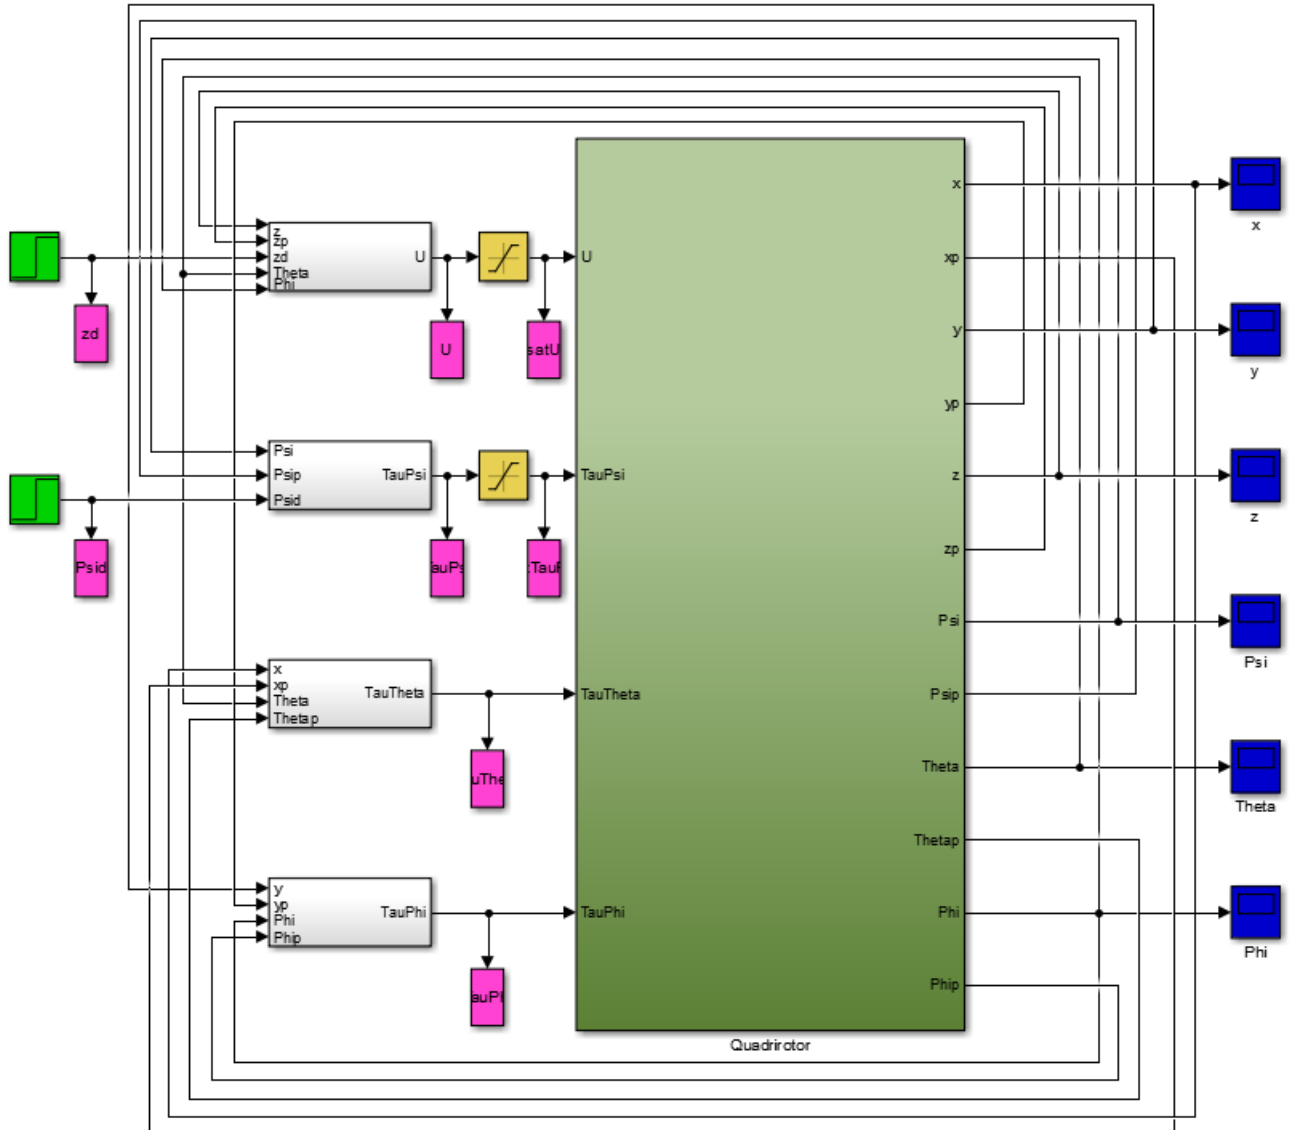 z
zp
zd
Theta
Phi
U
U
zd
U
satU
Psi
Psip
Psid
TauPsi
TauPsi
Psid
x
xp
Theta
Thetap
TauTheta
TauTheta
y
yp
Phi
Phip
TauPhi
TauPhi
x
xp
y
yp
z
zp
Psi
Psip
Theta
Thetap
Phi
Phip
Quadrirotor
x
y
z
Psi
Theta
Phi